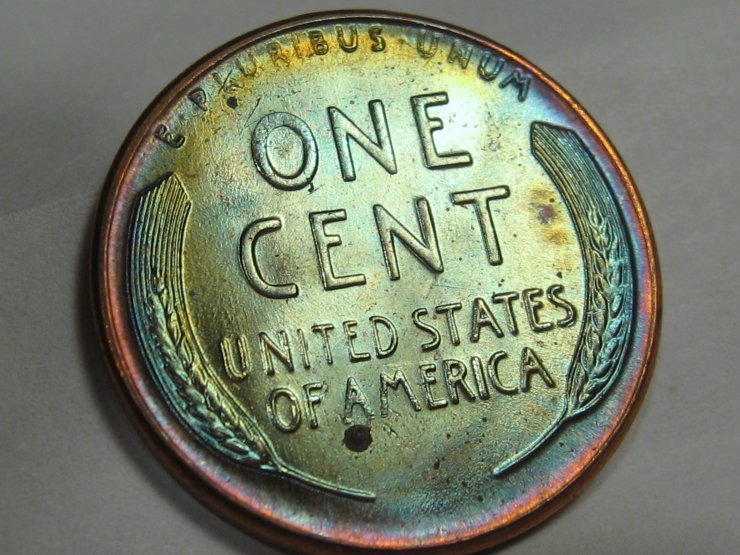 E PLURIBUS UNUM
ONE
CENT
UNITED STATES
OF AMERICA